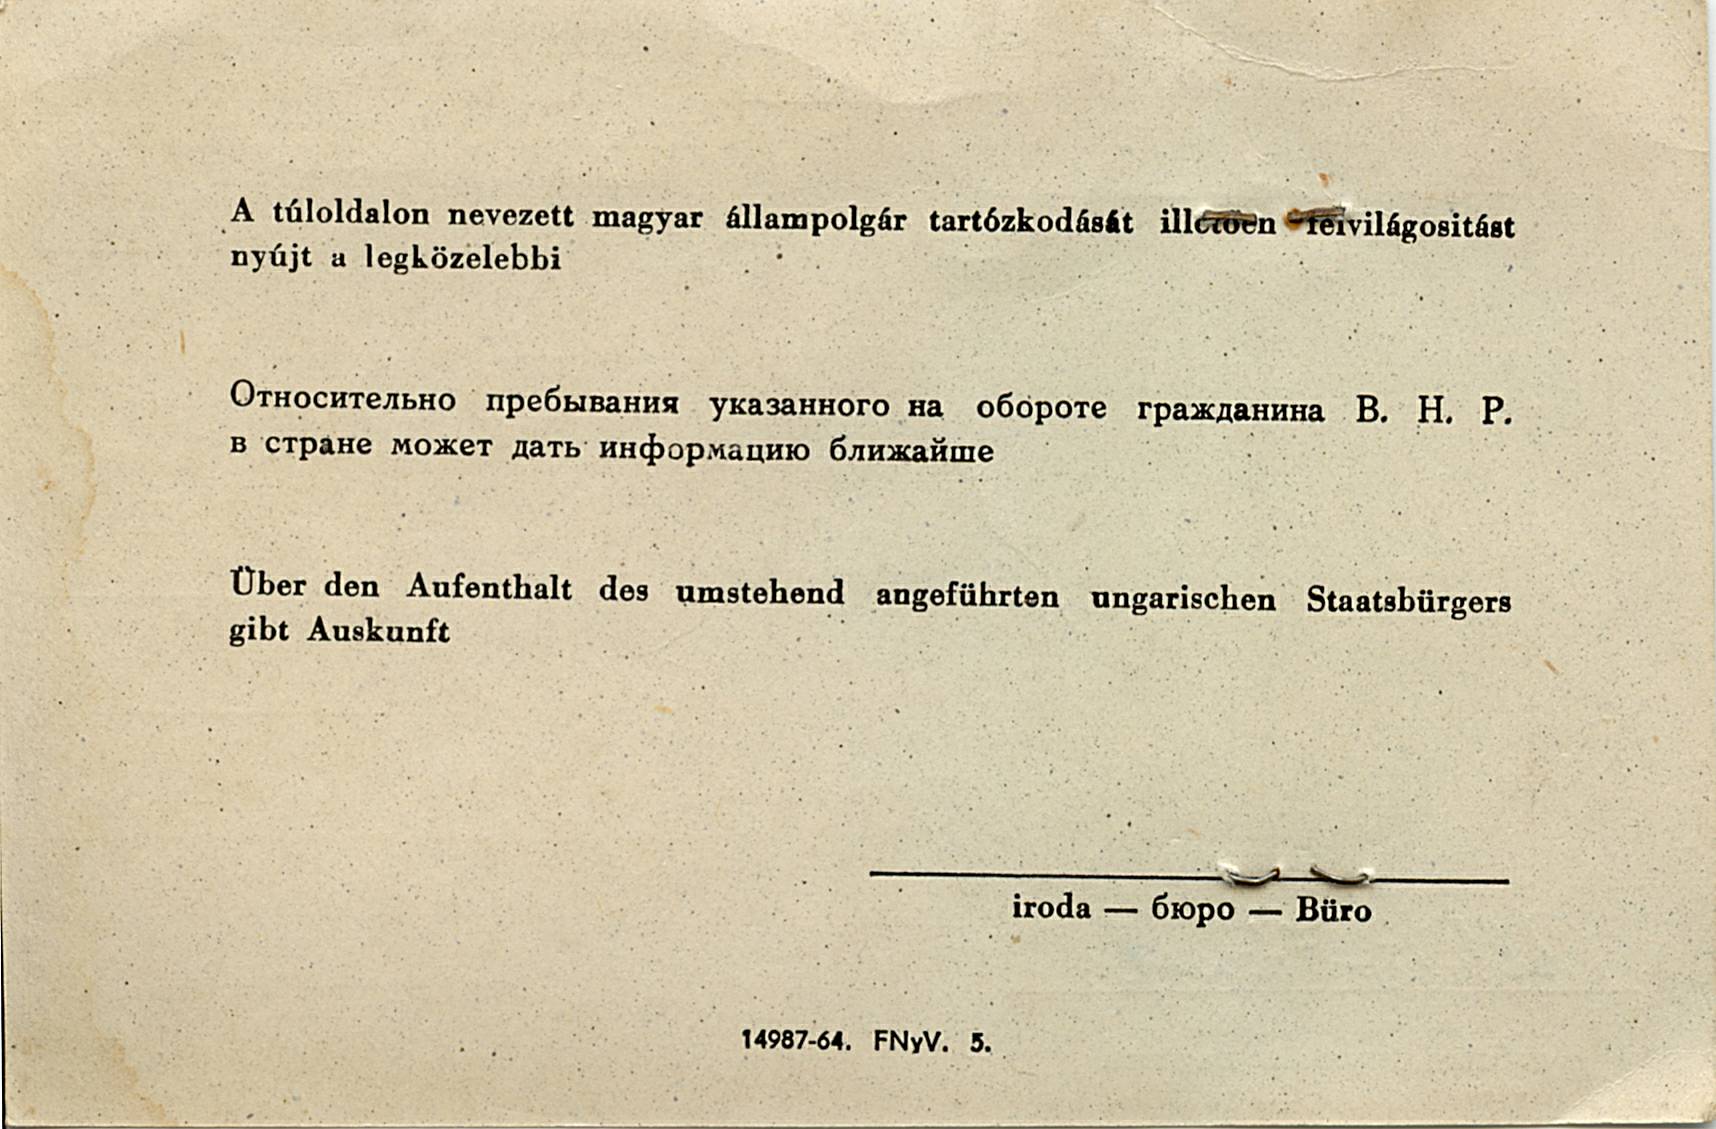 A túloldalon nevezett magyar állampolgár tartózkodását illetően felvilágositást
nyújt a legközelebbi
Относительно пребывания указанного на обороте гражданина В. Н. Р.
в стране может дать информацию ближайше
Über den Aufenthalt des umstehend angeführten ungarischen Staatsbürgers
gibt Auskunft
iroda — бюро — Büro
14987-64. FNyV. 5.